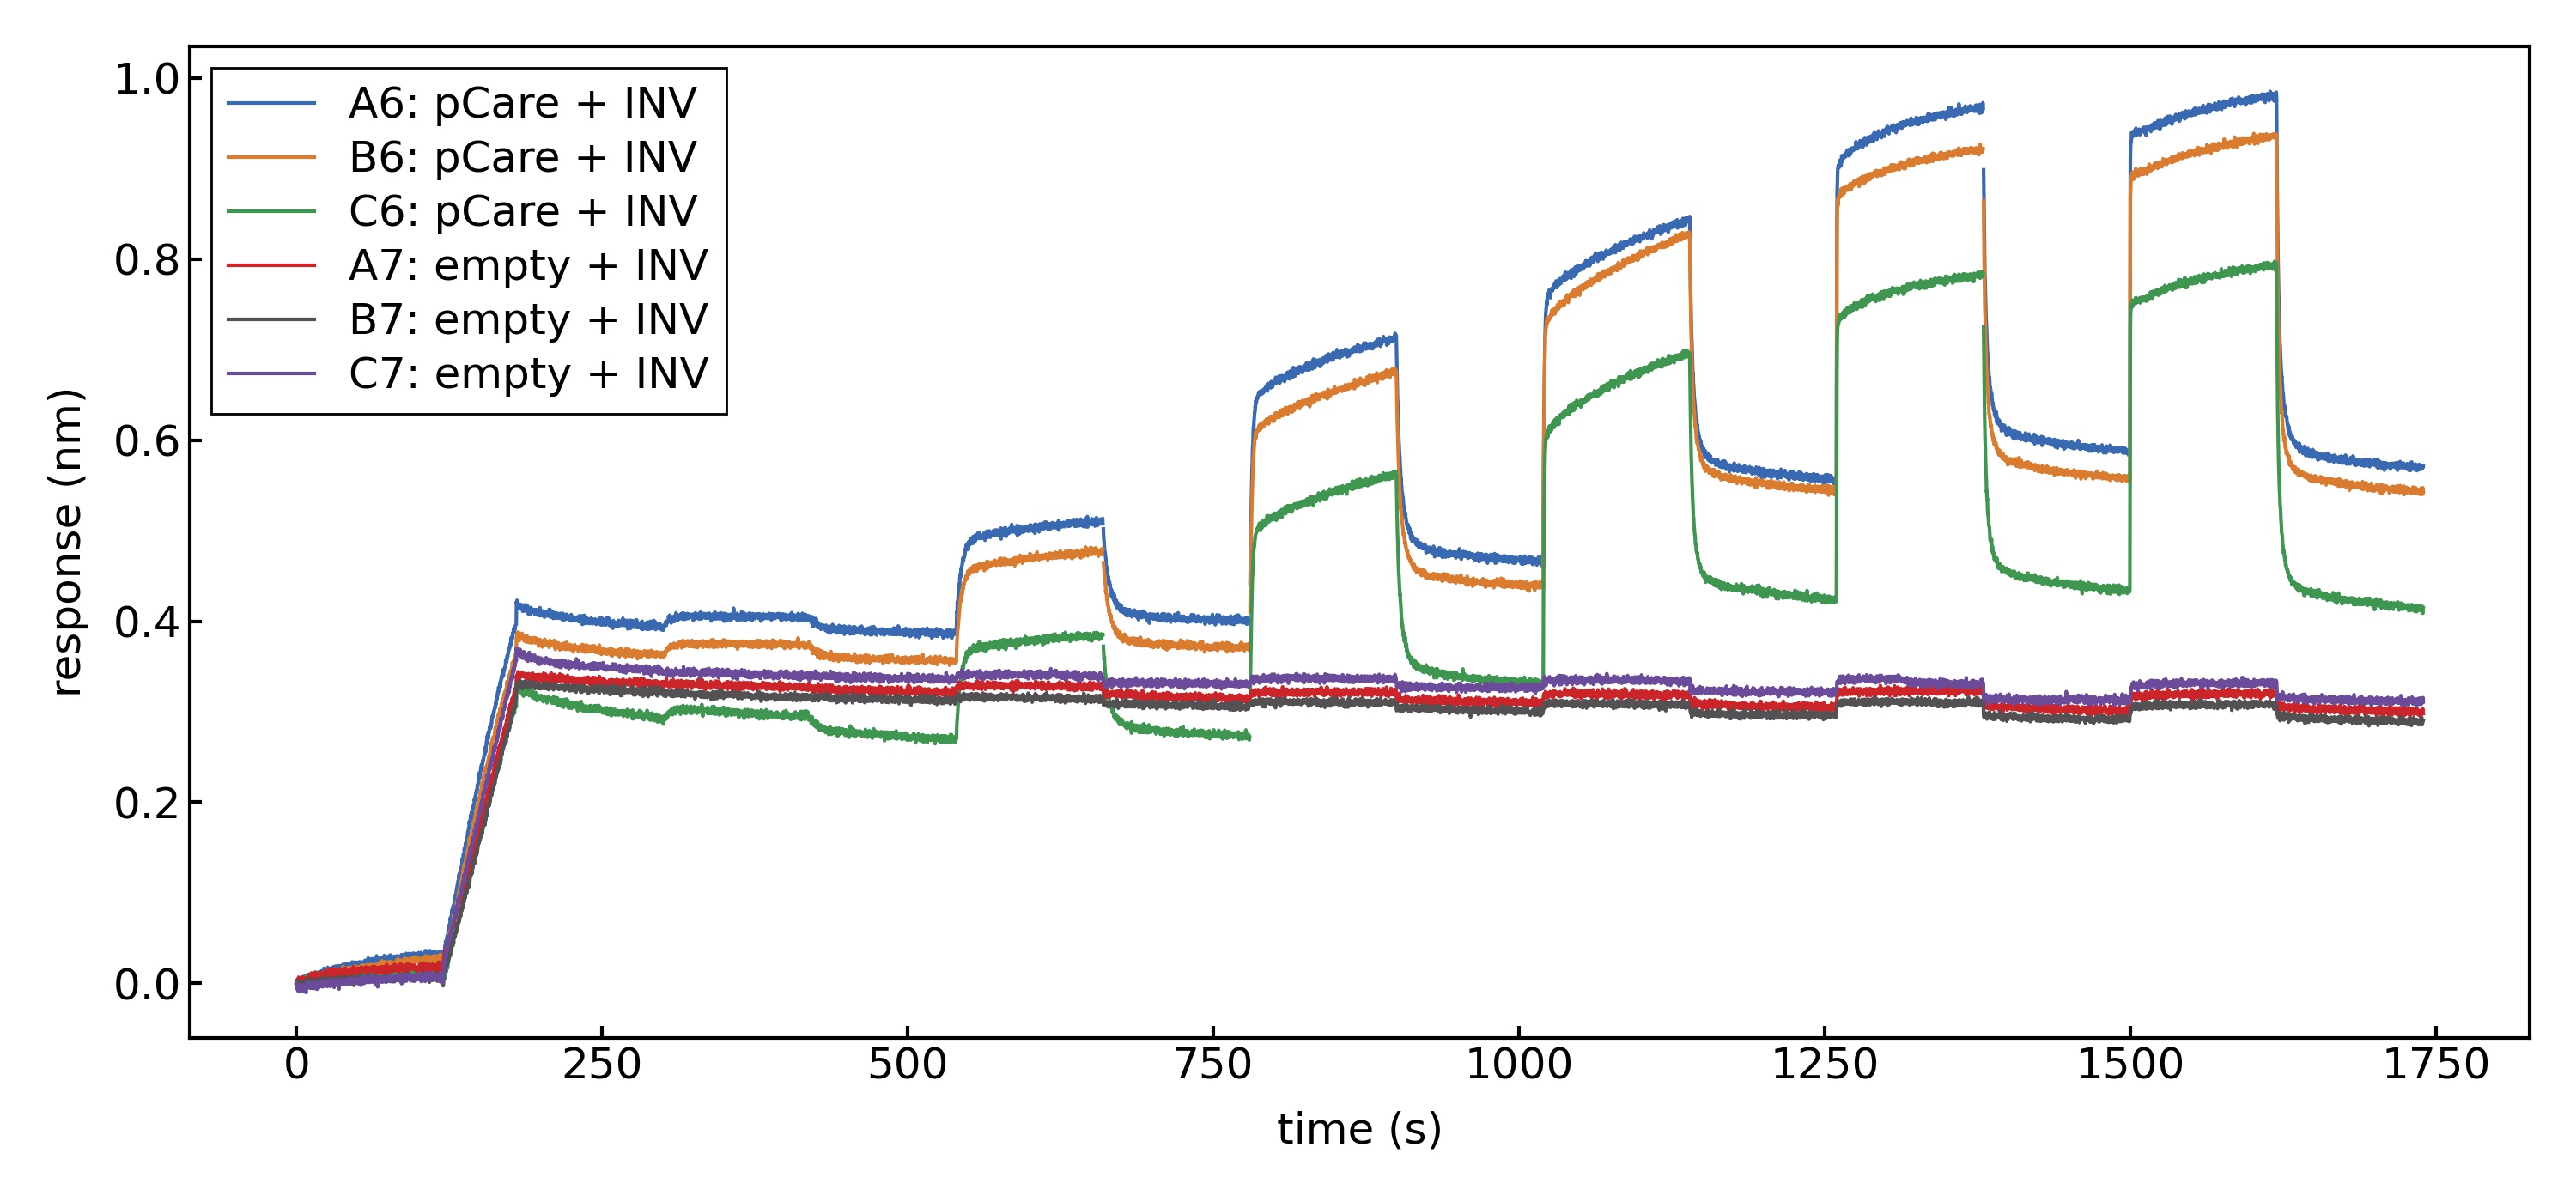 1.0
0.8
0.6
0.4
0.2
0.0
response (nm)
A6: pCare + INV
B6: pCare + INV
C6: pCare + INV
A7: empty + INV
B7: empty + INV
C7: empty + INV
0 250 500 750 1000 1250 1500 1750
time (s)